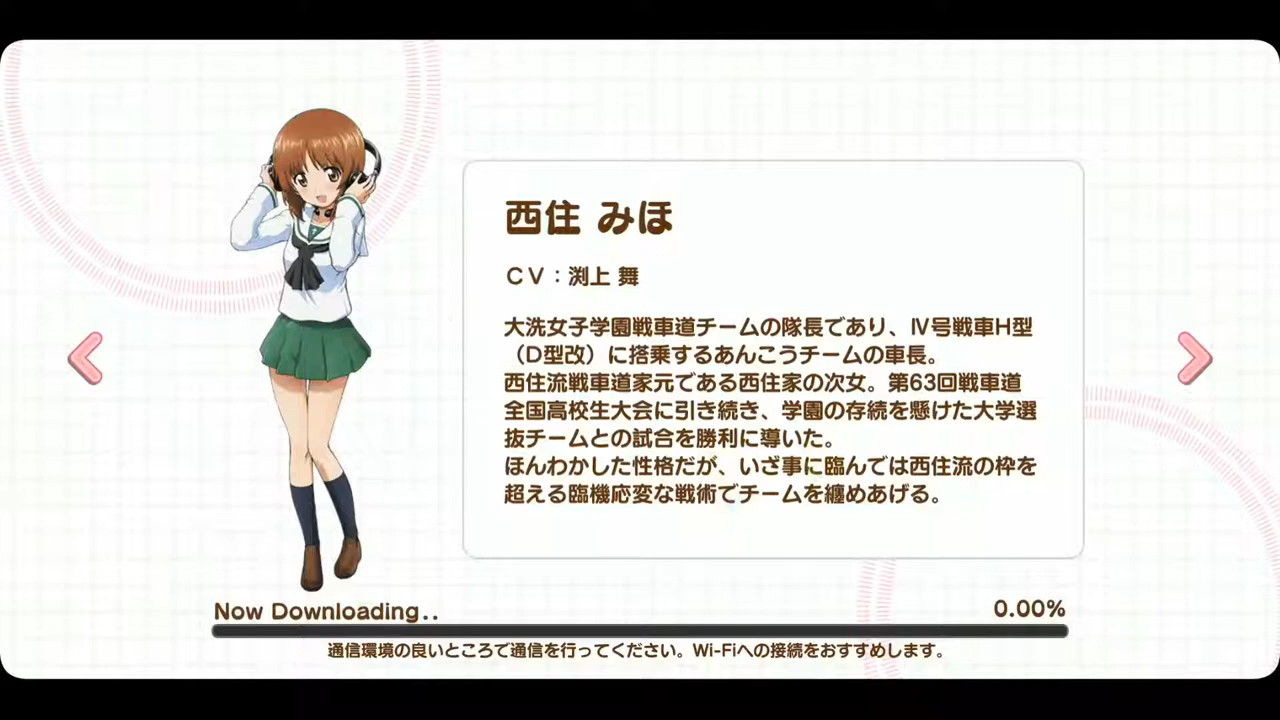 西住 みほ
CV：渕上 舞
大洗女子学園戦車道チームの隊長であり、Ⅳ号戦車H型
（D型改）に搭乗するあんこうチームの車長。
西住流戦車道家元である西住家の次女。第63回戦車道
全国高校生大会に引き続き、学園の存続を懸けた大学選
抜チームとの試合を勝利に導いた。
ほんわかした性格だが、いざ事に臨んでは西住流の枠を
超える臨機応変な戦術でチームを纏めあげる。
Now Downloading..
0.00%
通信環境の良いところで通信を行ってください。Wi-Fiへの接続をおすすめします。